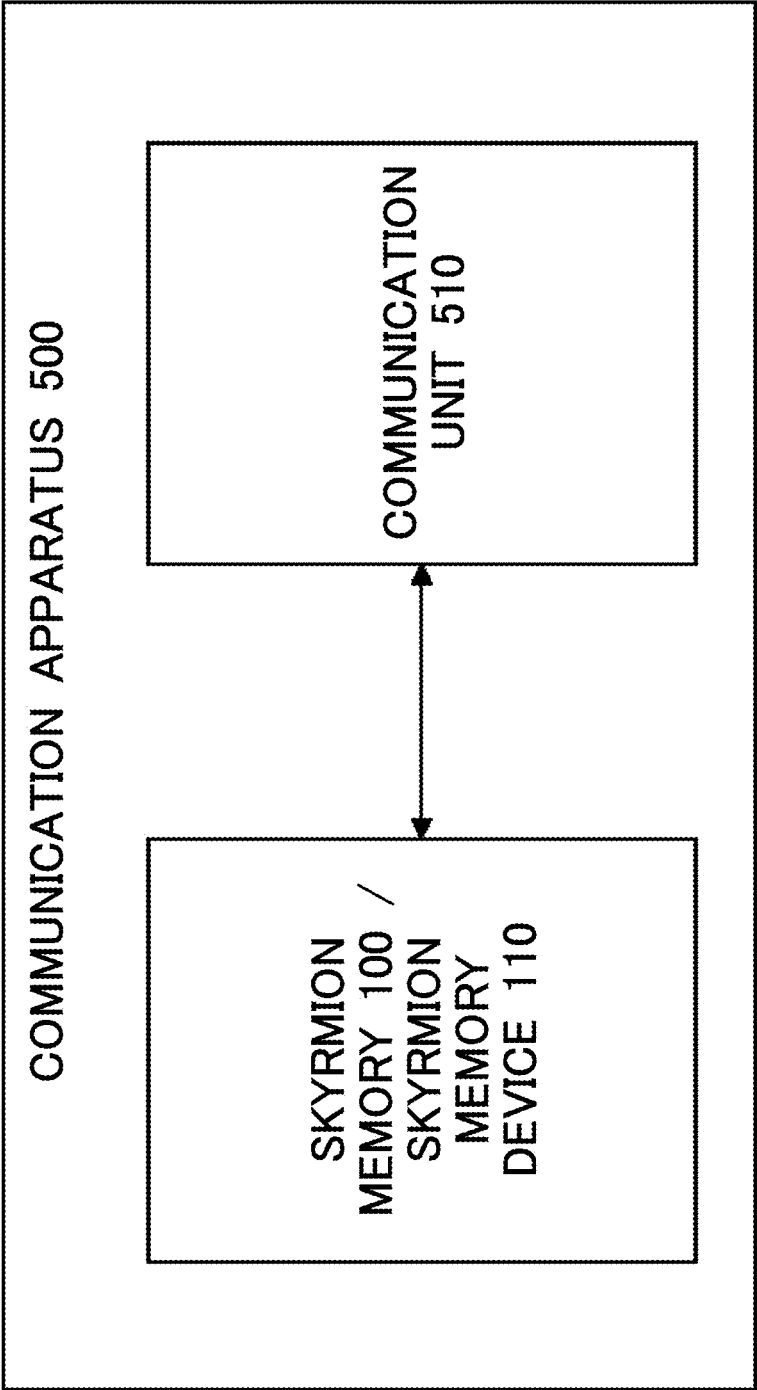 COMMUNICATION APPARATUS 500
SKYRMION
MEMORY 100 /
SKYRMION
MEMORY
DEVICE 110
COMMUNICATION
UNIT 510